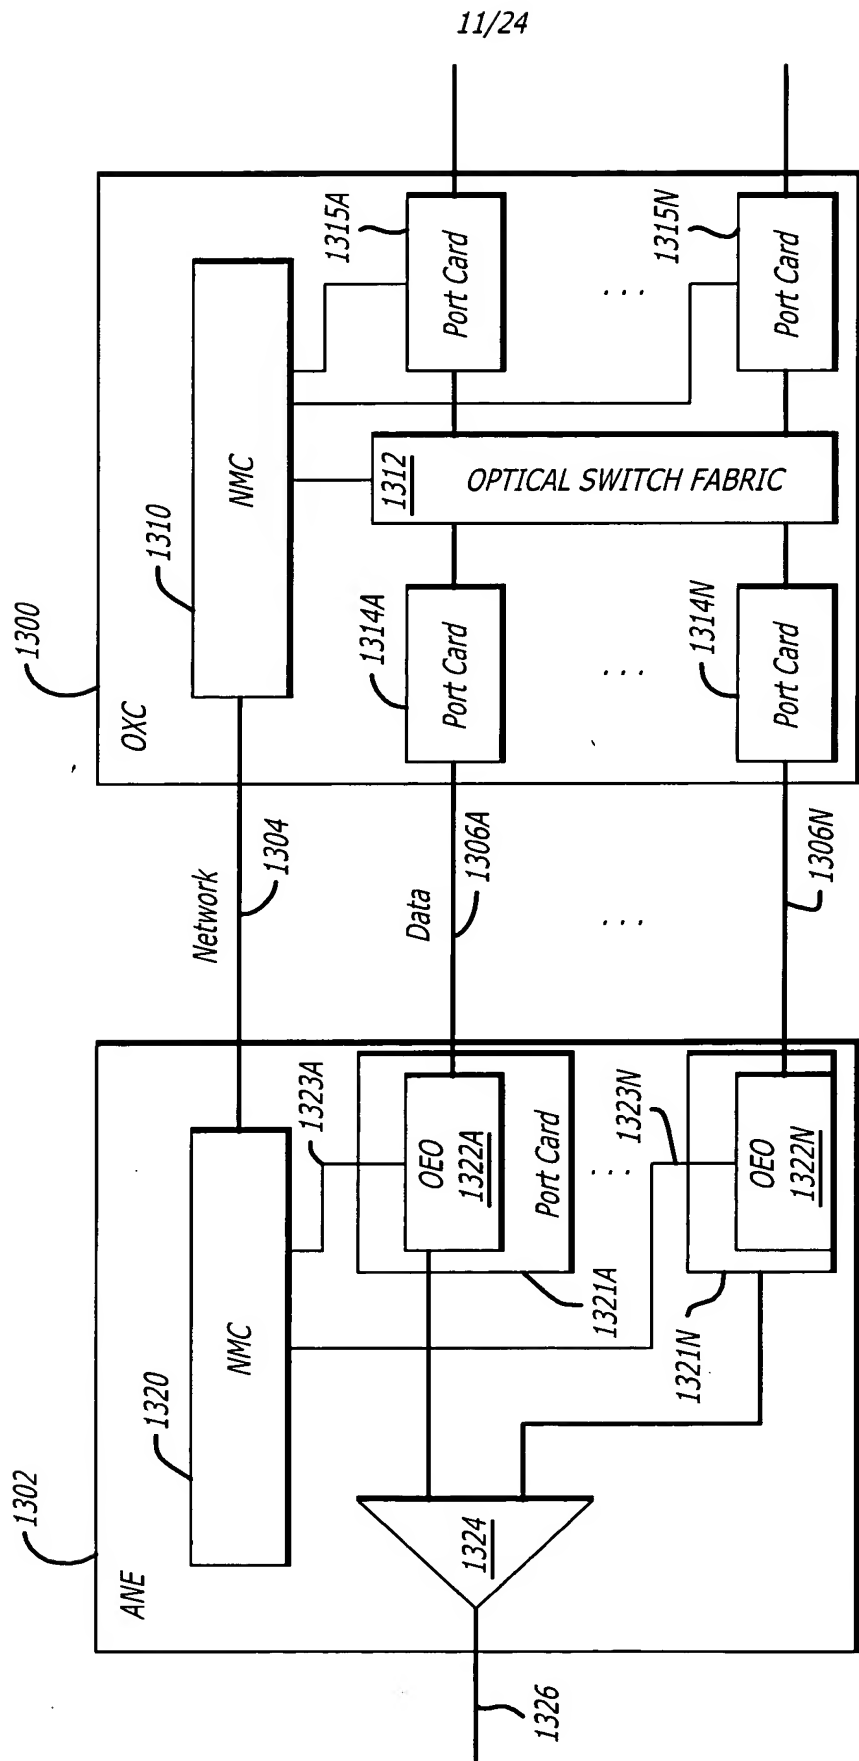 11/24
1302
ANE
1320
NMC
1323A
OEO
1322A
Port Card
1321A
. . .
1323N
OEO
1322N
1321N
1324
1326
Network
1304
Data
1306A
. . .
1306N
1300
OXC
1310
NMC
1314A
Port Card
. . .
1314N
Port Card
1312
OPTICAL SWITCH FABRIC
1315A
Port Card
. . .
1315N
Port Card